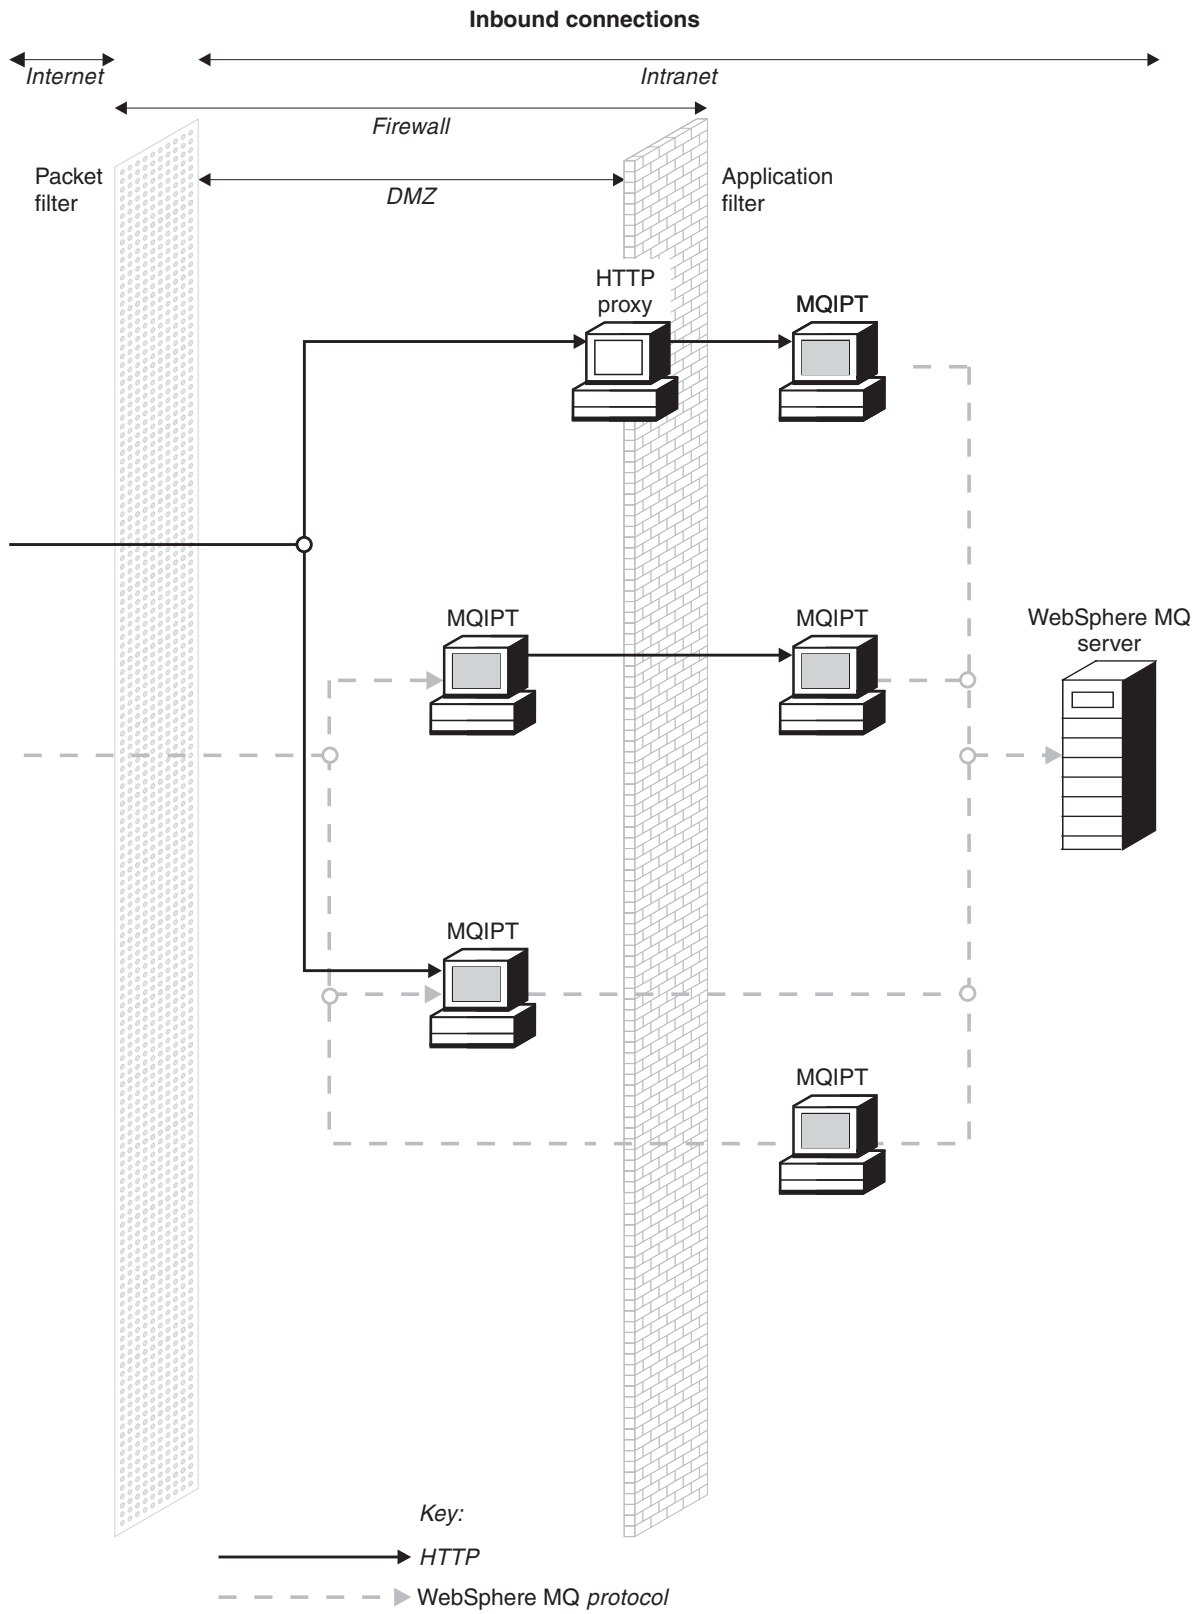 Inbound connections
Internet
Intranet
Firewall
Packet
filter
DMZ
Application
filter
HTTP
proxy
MQIPT
MQIPT
MQIPT
WebSphere MQ
server
MQIPT
MQIPT
Key:
HTTP
WebSphere MQ protocol